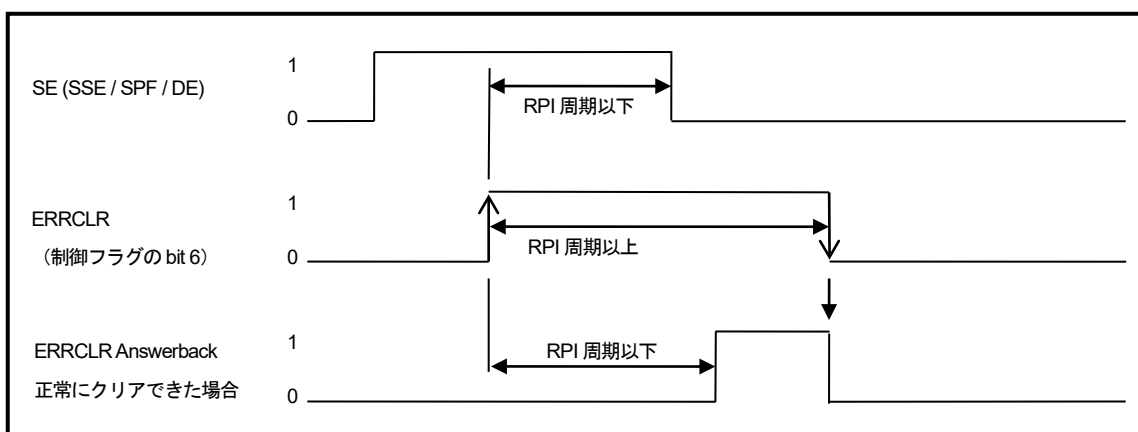 1
SE (SSE / SPF / DE)
RPI 周期以下
0
1
ERRCLR
RPI 周期以上
（制御フラグの bit 6）
0
1
RPI 周期以下
ERRCLR Answerback
正常にクリアできた場合
0